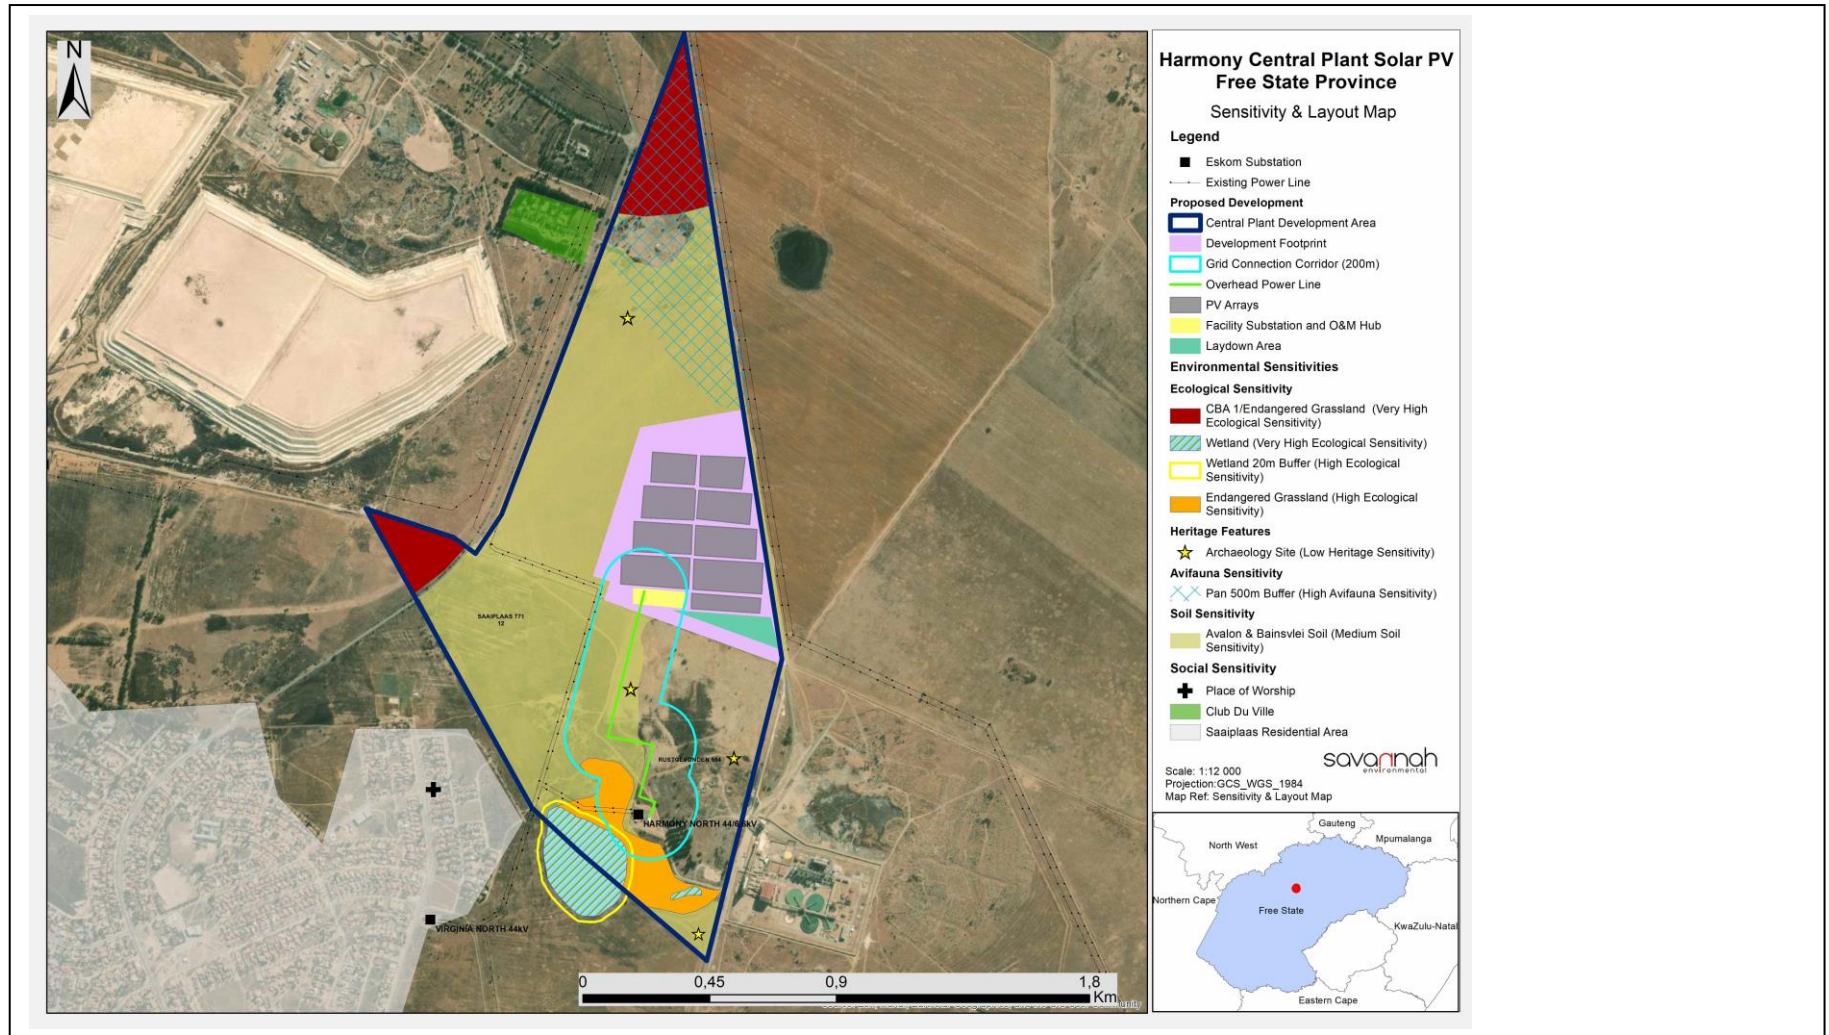 N
SAAIPLAAS 771
12
HARMONY NORTH 44/6.6kV
VIRGINIA NORTH 44kV
0
0,45
0,9
1,8
Km
Harmony Central Plant Solar PV
Free State Province
Sensitivity & Layout Map
Legend
Eskom Substation
Existing Power Line
Proposed Development
Central Plant Development Area
Development Footprint
Grid Connection Corridor (200m)
Overhead Power Line
PV Arrays
Facility Substation and O&M Hub
Laydown Area
Environmental Sensitivities
Ecological Sensitivity
CBA 1/Endangered Grassland (Very High
Ecological Sensitivity)
Wetland (Very High Ecological Sensitivity)
Wetland 20m Buffer (High Ecological
Sensitivity)
Endangered Grassland (High Ecological
Sensitivity)
Heritage Features
Archaeology Site (Low Heritage Sensitivity)
Avifauna Sensitivity
Pan 500m Buffer (High Avifauna Sensitivity)
Soil Sensitivity
Avalon & Bainsvlei Soil (Medium Soil
Sensitivity)
Social Sensitivity
Place of Worship
Club Du Ville
Saaiplaas Residential Area
savannah
environmental
Scale: 1:12 000
Projection:GCS_WGS_1984
Map Ref: Sensitivity & Layout Map
Gauteng
North West
Mpumalanga
Northern Cape
Free State
KwaZulu-Natal
Eastern Cape